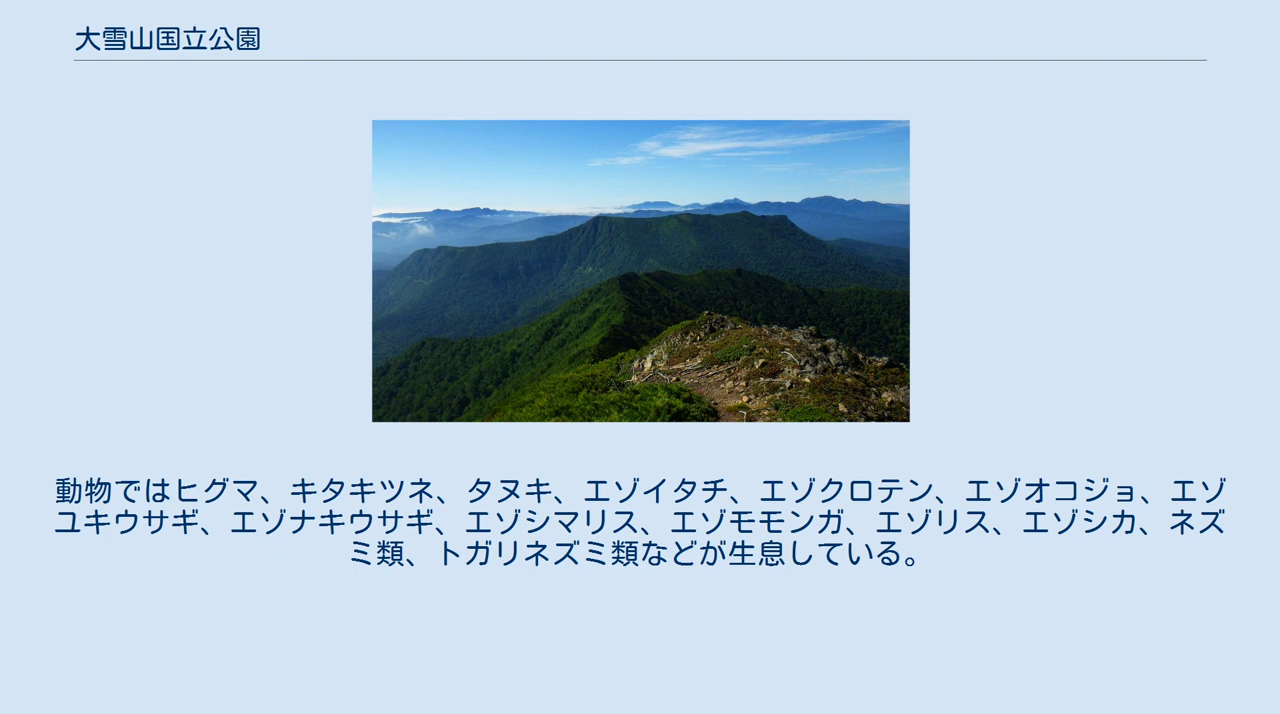 大雪山国立公園
動物ではヒグマ、キタキツネ、タヌキ、エゾイタチ、エゾクロテン、エゾオコジョ、エゾ
ユキウサギ、エゾナキウサギ、エゾシマリス、エゾモモンガ、エゾリス、エゾシカ、ネズ
ミ類、トガリネズミ類などが生息している。